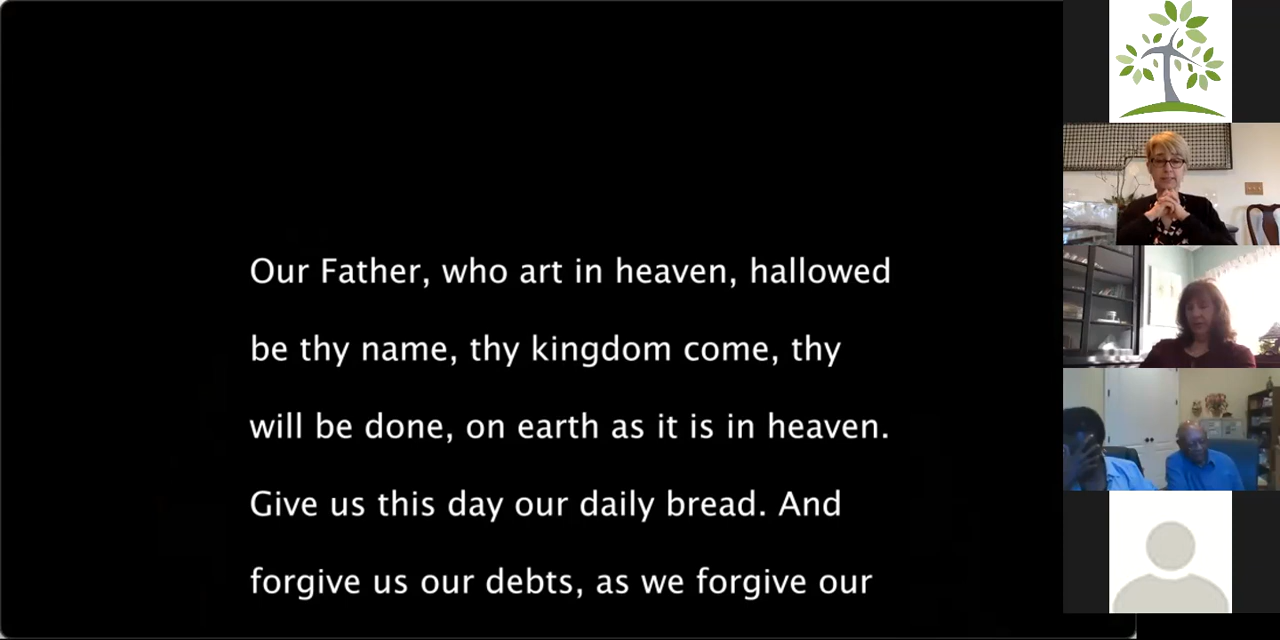 Our Father, who art in heaven, hallowed
be thy name, thy kingdom come, thy
will be done, on earth as it is in heaven.
Give us this day our daily bread. And
forgive us our debts, as we forgive our